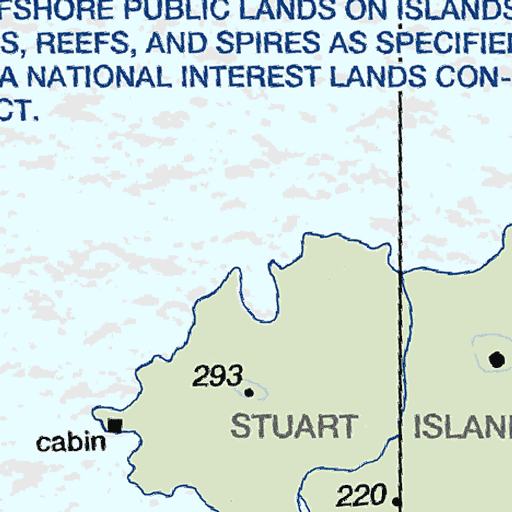 FSHORE PUBLIC LANDS ON ISLANDS
S, REEFS, AND SPIRES AS SPECIFIED
A NATIONAL INTEREST LANDS CON-
CT.
293
STUART ISLAN
cabin
220